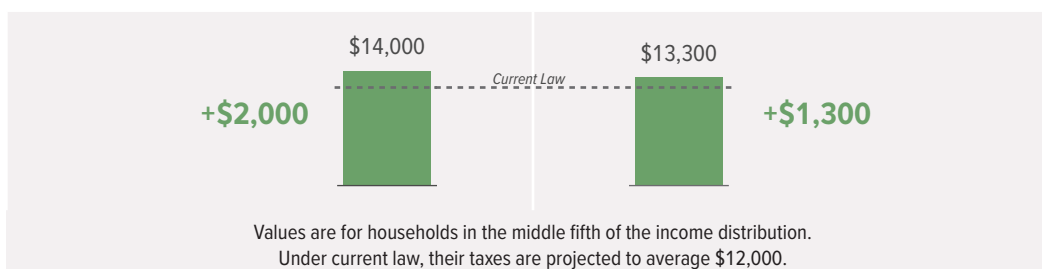 $14,000
$13,300
Current Law
+$2,000
+$1,300
Values are for households in the middle fifth of the income distribution.
Under current law, their taxes are projected to average $12,000.